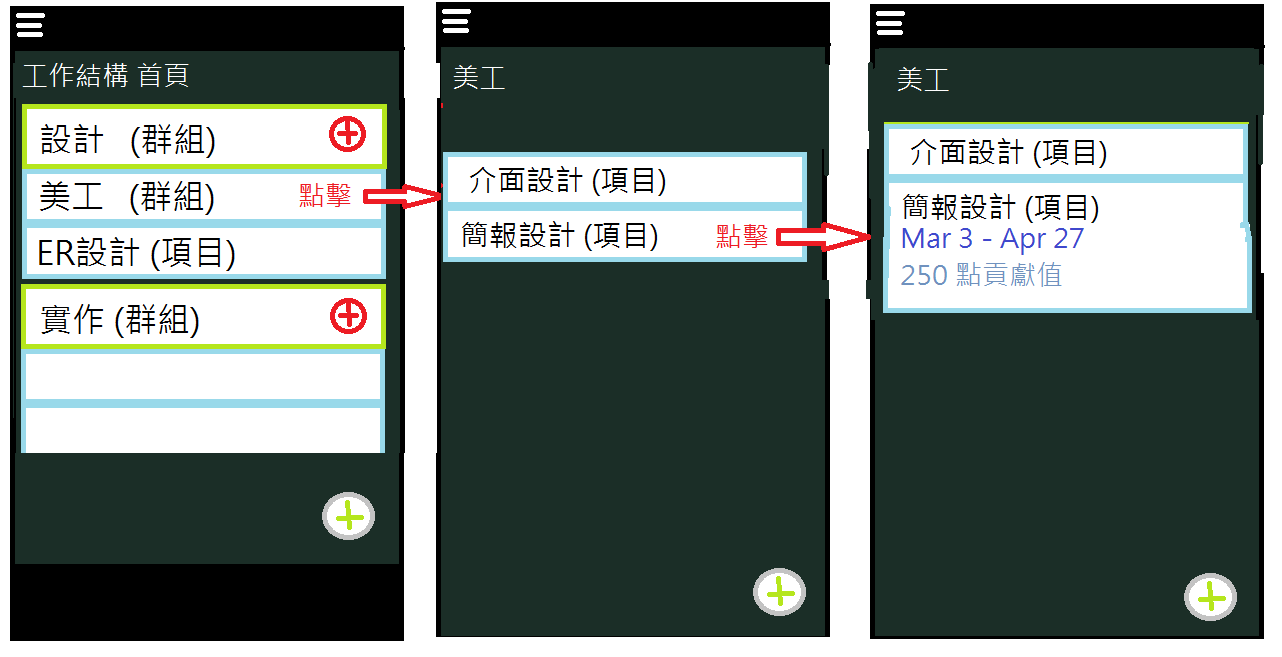 工作結構 首頁
設計 (群組)
美工 (群組) 點擊
ER設計 (項目)
實作 (群組)
美工
介面設計 (項目)
簡報設計 (項目) 點擊
美工
介面設計 (項目)
簡報設計 (項目)
Mar 3 - Apr 27
250 點貢獻值